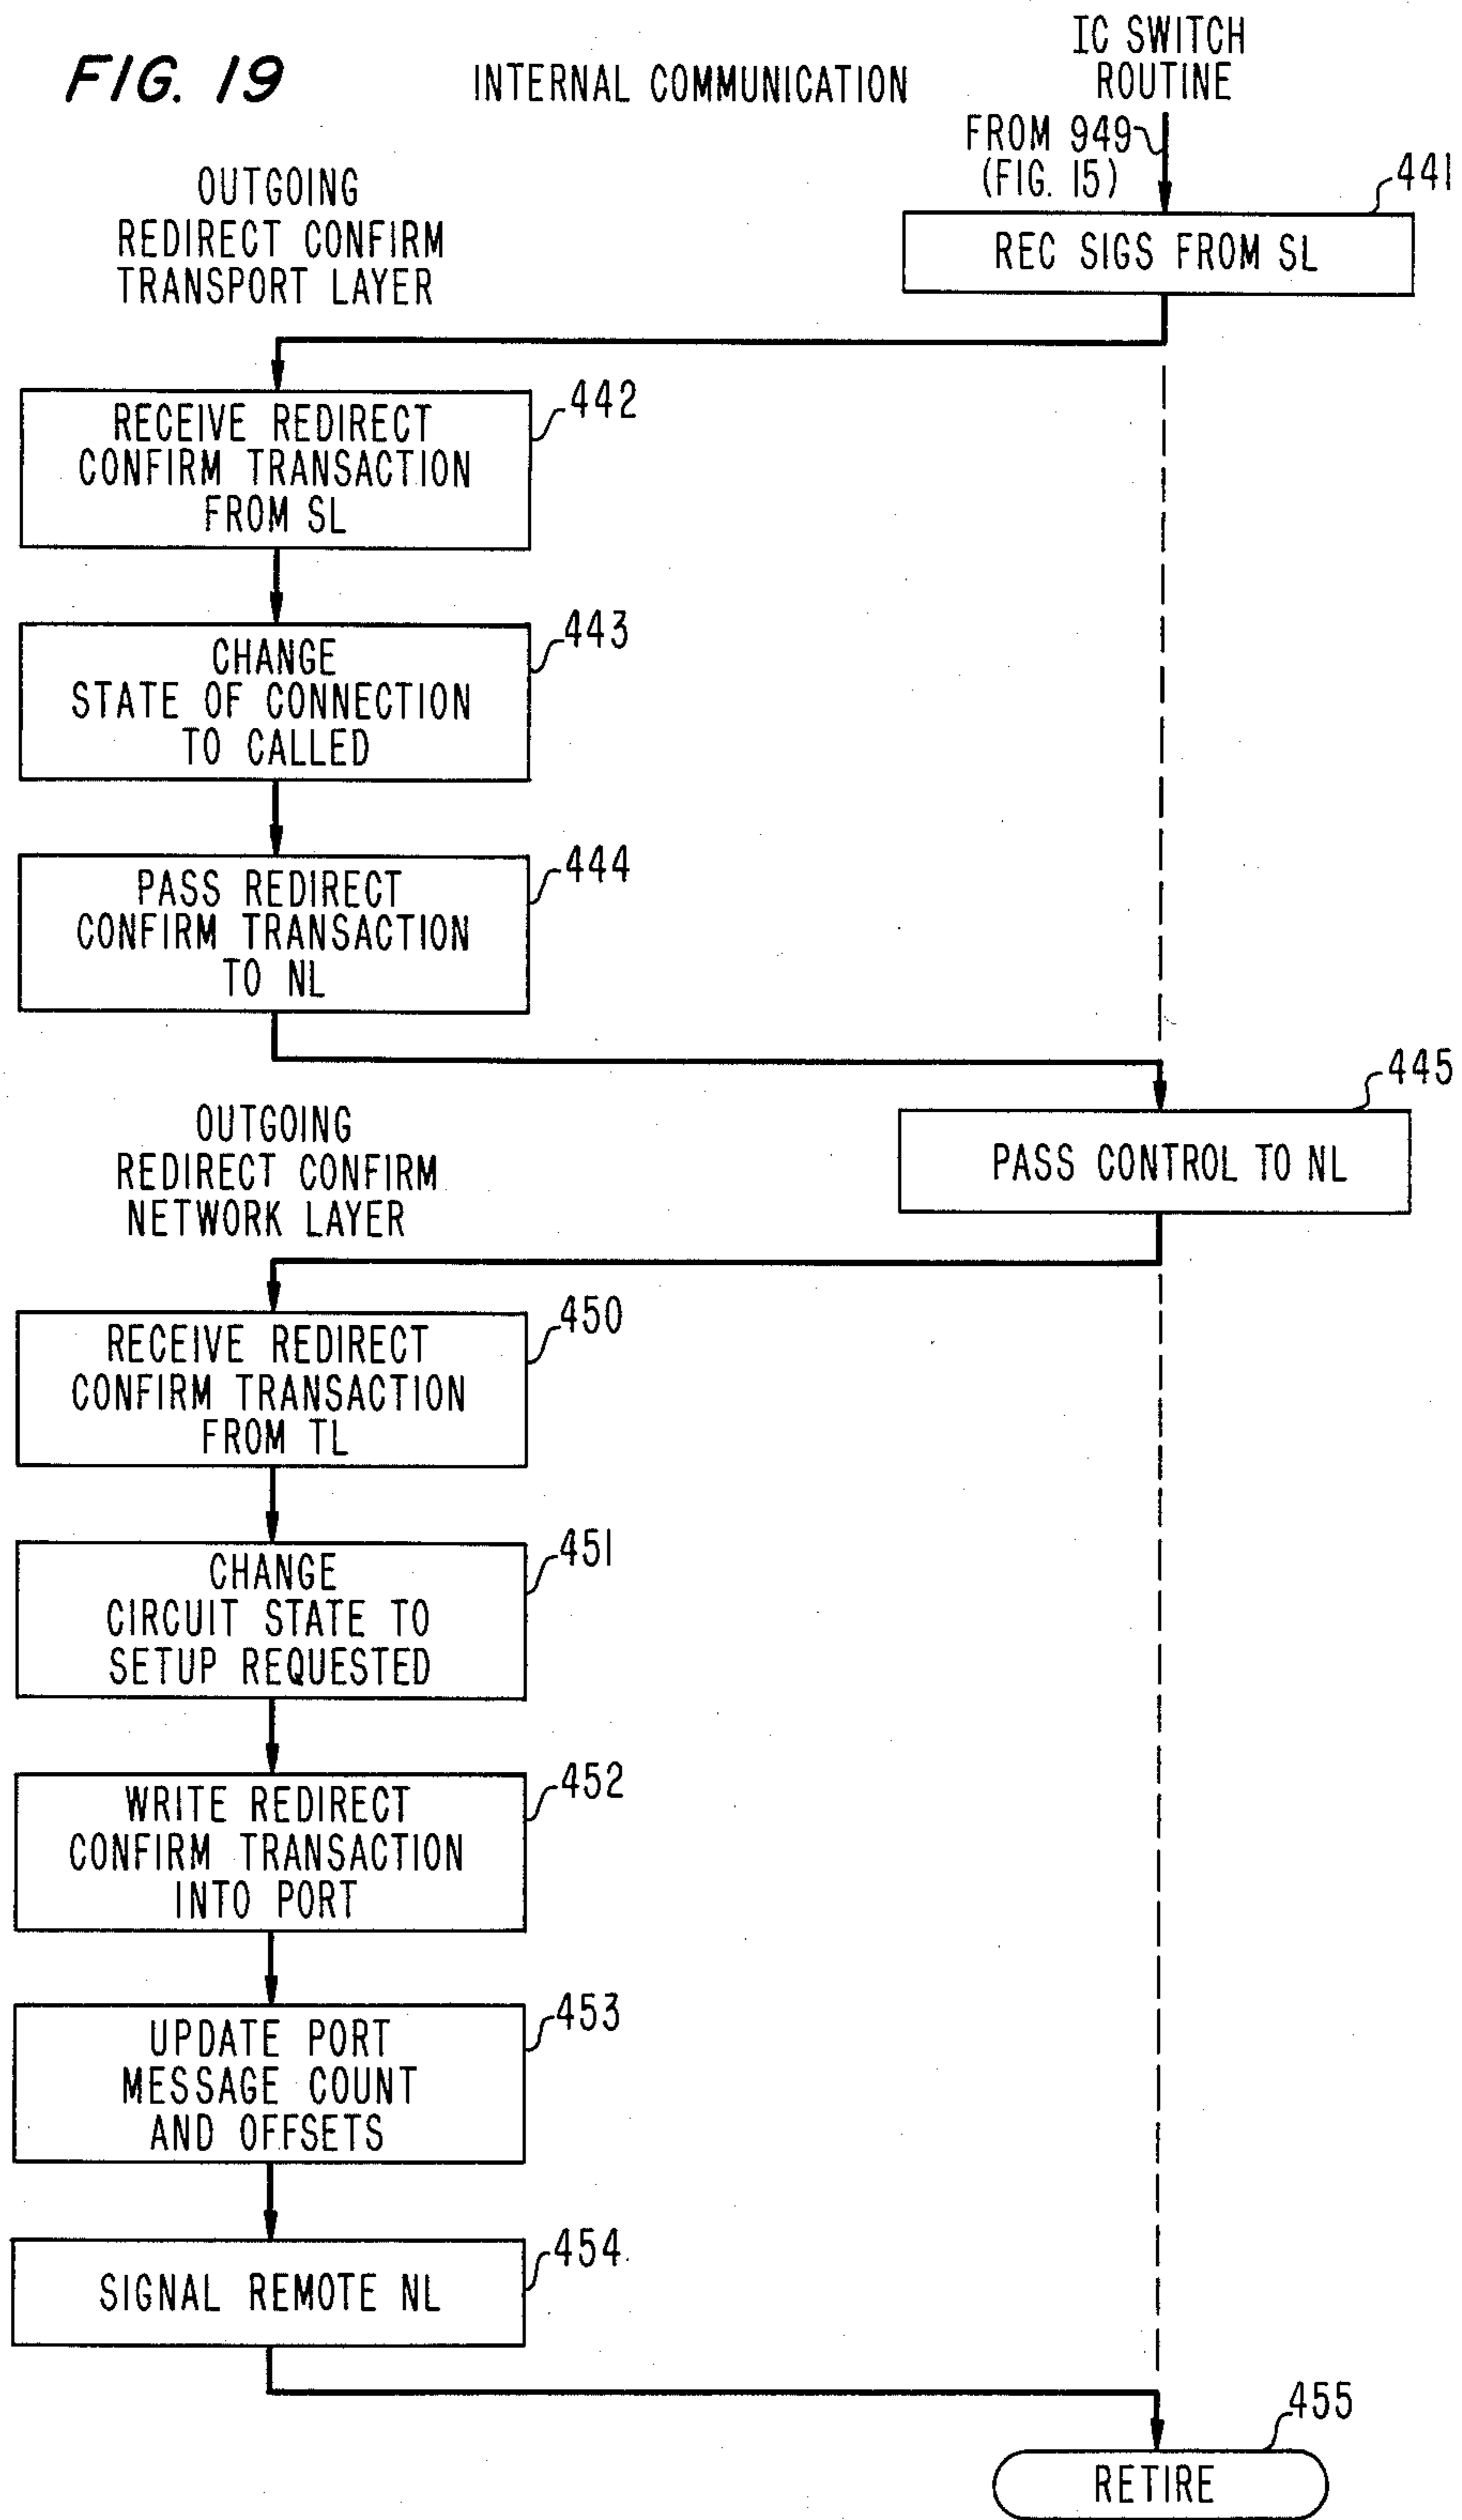 FIG. 19
INTERNAL COMMUNICATION
IC SWITCH
ROUTINE
FROM 949
(FIG. 15)
441
REC SIGS FROM SL
OUTGOING
REDIRECT CONFIRM
TRANSPORT LAYER
442
RECEIVE REDIRECT
CONFIRM TRANSACTION
FROM SL
443
CHANGE
STATE OF CONNECTION
TO CALLED
444
PASS REDIRECT
CONFIRM TRANSACTION
TO NL
445
PASS CONTROL TO NL
OUTGOING
REDIRECT CONFIRM
NETWORK LAYER
450
RECEIVE REDIRECT
CONFIRM TRANSACTION
FROM TL
451
CHANGE
CIRCUIT STATE TO
SETUP REQUESTED
452
WRITE REDIRECT
CONFIRM TRANSACTION
INTO PORT
453
UPDATE PORT
MESSAGE COUNT
AND OFFSETS
454
SIGNAL REMOTE NL
455
RETIRE